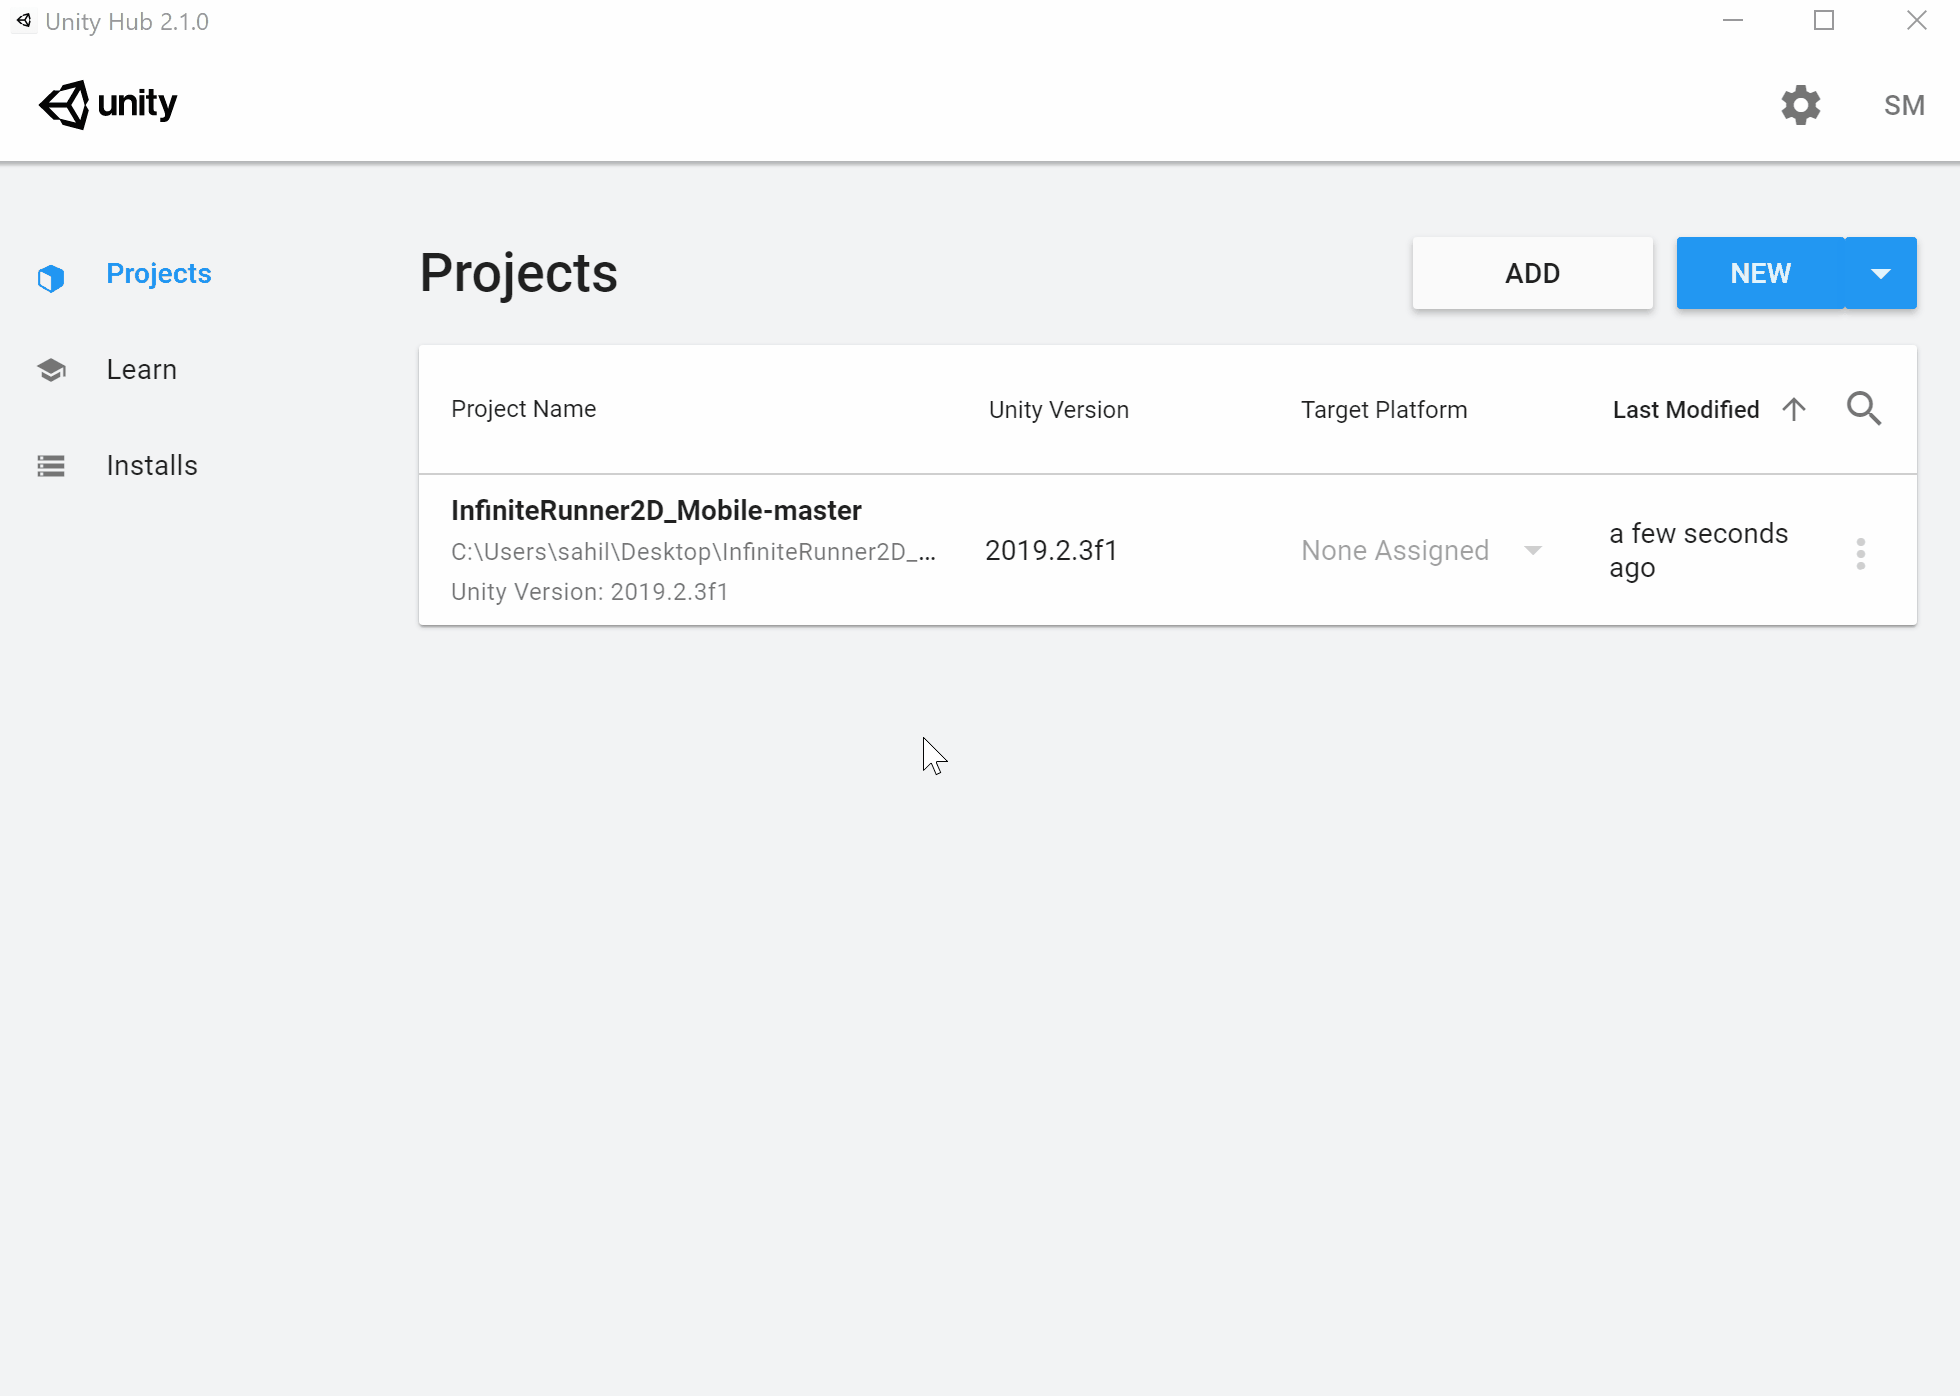 Unity Hub 2.1.0
unity
SM
Projects
Learn
Installs
Projects
ADD
NEW
Project Name
Unity Version
Target Platform
Last Modified
InfiniteRunner2D_Mobile-master
C:\Users\sahil\Desktop\InfiniteRunner2D_...
Unity Version: 2019.2.3f1
2019.2.3f1
None Assigned
a few seconds
ago